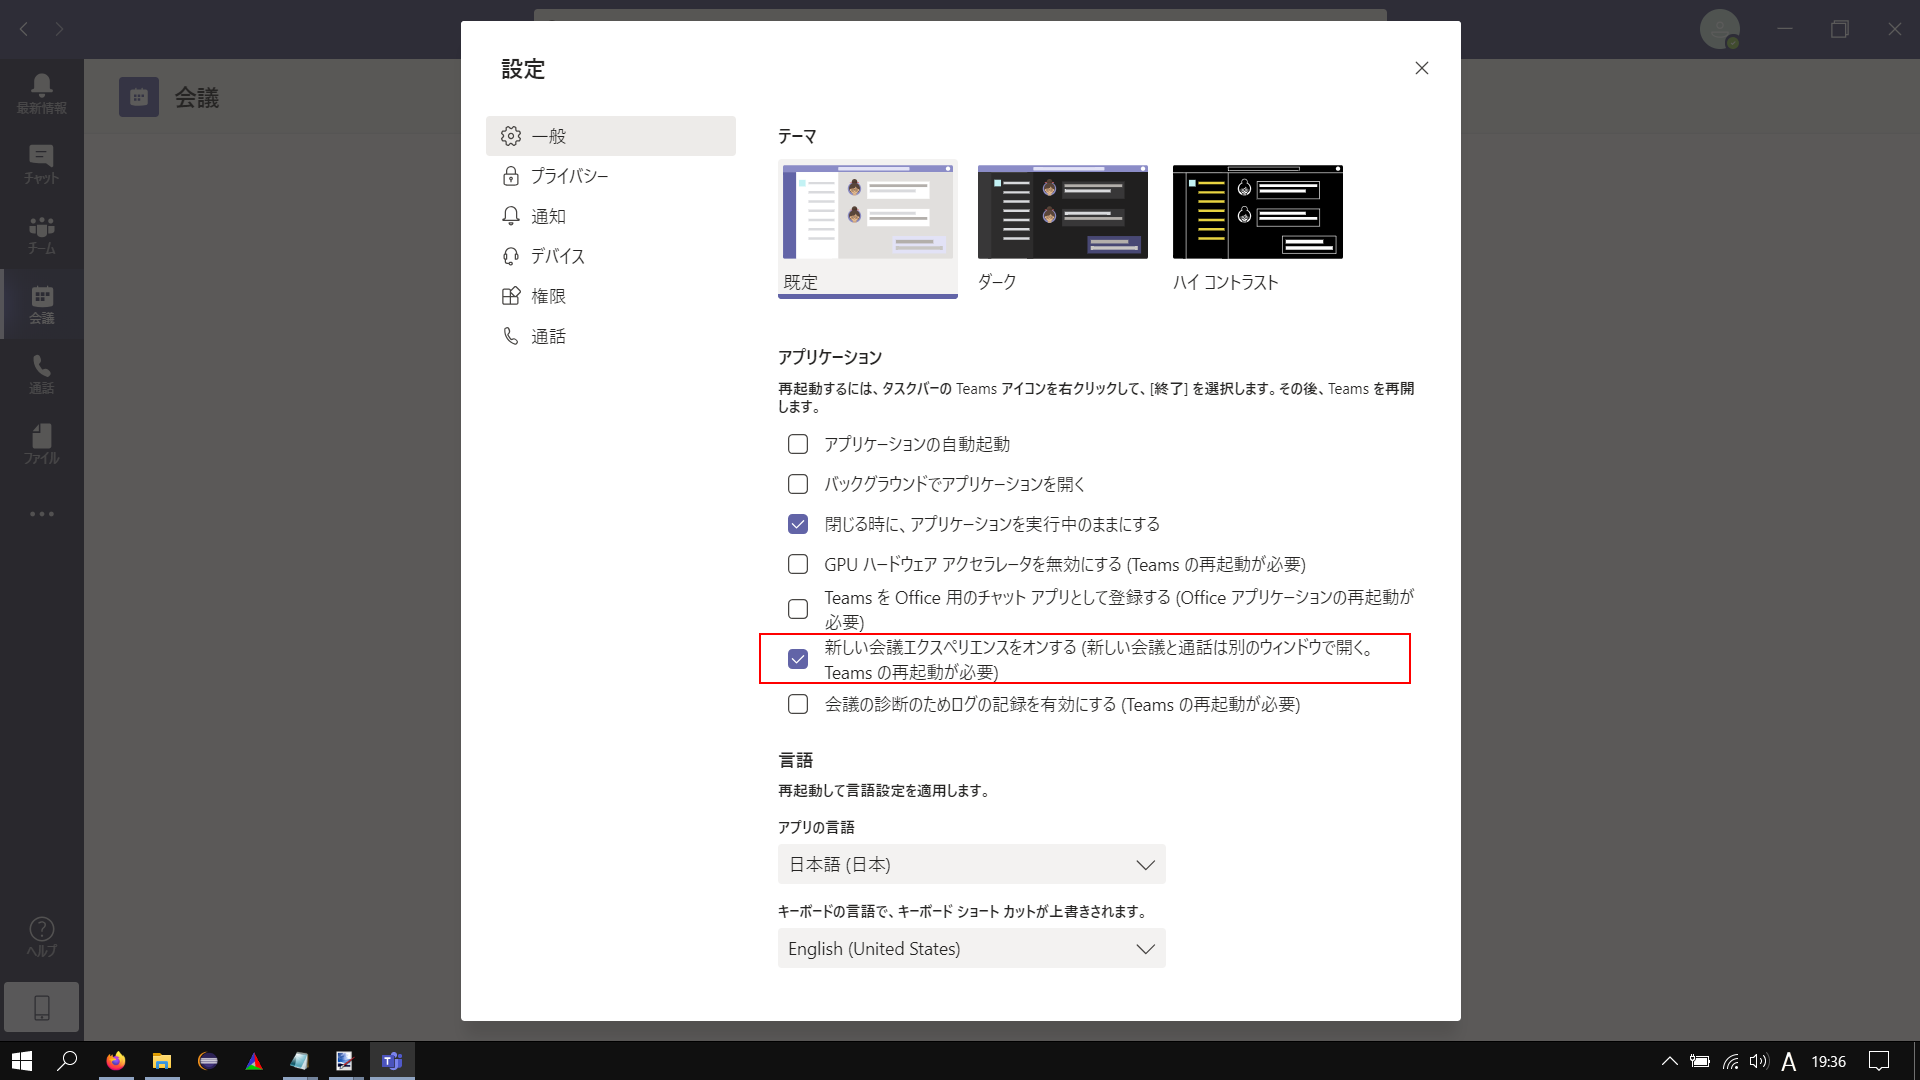 会議
最新情報
チャット
チーム
会議
通話
ファイル
ヘルプ
設定
一般
プライバシー
通知
デバイス
権限
通話
テーマ
既定
ダーク
ハイ コントラスト
アプリケーション
再起動するには、タスクバーの Teams アイコンを右クリックして、[終了] を選択します。その後、Teams を再開
します。
アプリケーションの自動起動
バックグラウンドでアプリケーションを開く
閉じる時に、アプリケーションを実行中のままにする
GPU ハードウェア アクセラレータを無効にする (Teams の再起動が必要)
Teams を Office 用のチャット アプリとして登録する (Office アプリケーションの再起動が
必要)
新しい会議エクスペリエンスをオンする (新しい会議と通話は別のウィンドウで開く。
Teams の再起動が必要)
会議の診断のためログの記録を有効にする (Teams の再起動が必要)
言語
再起動して言語設定を適用します。
アプリの言語
日本語 (日本)
キーボードの言語で、キーボード ショート カットが上書きされます。
English (United States)
A
19:36